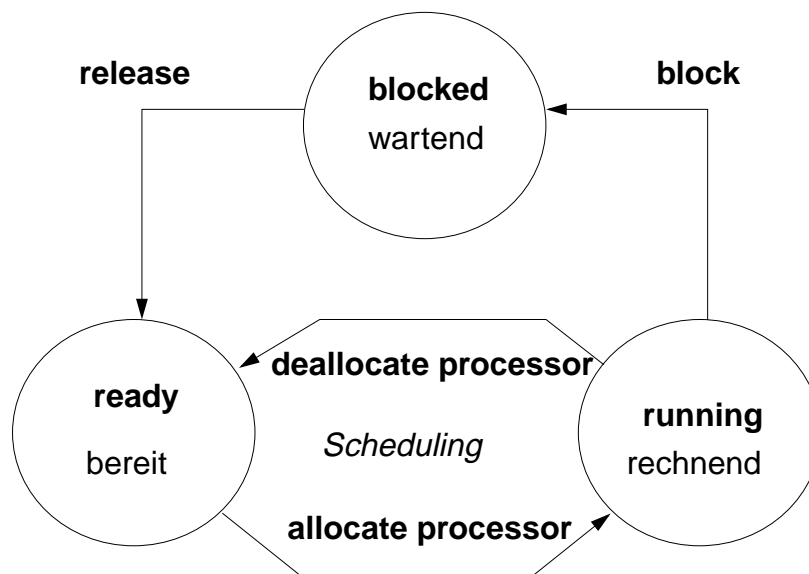 release
blocked
block
wartend
deallocate processor
ready
running
bereit
Scheduling
rechnend
allocate processor